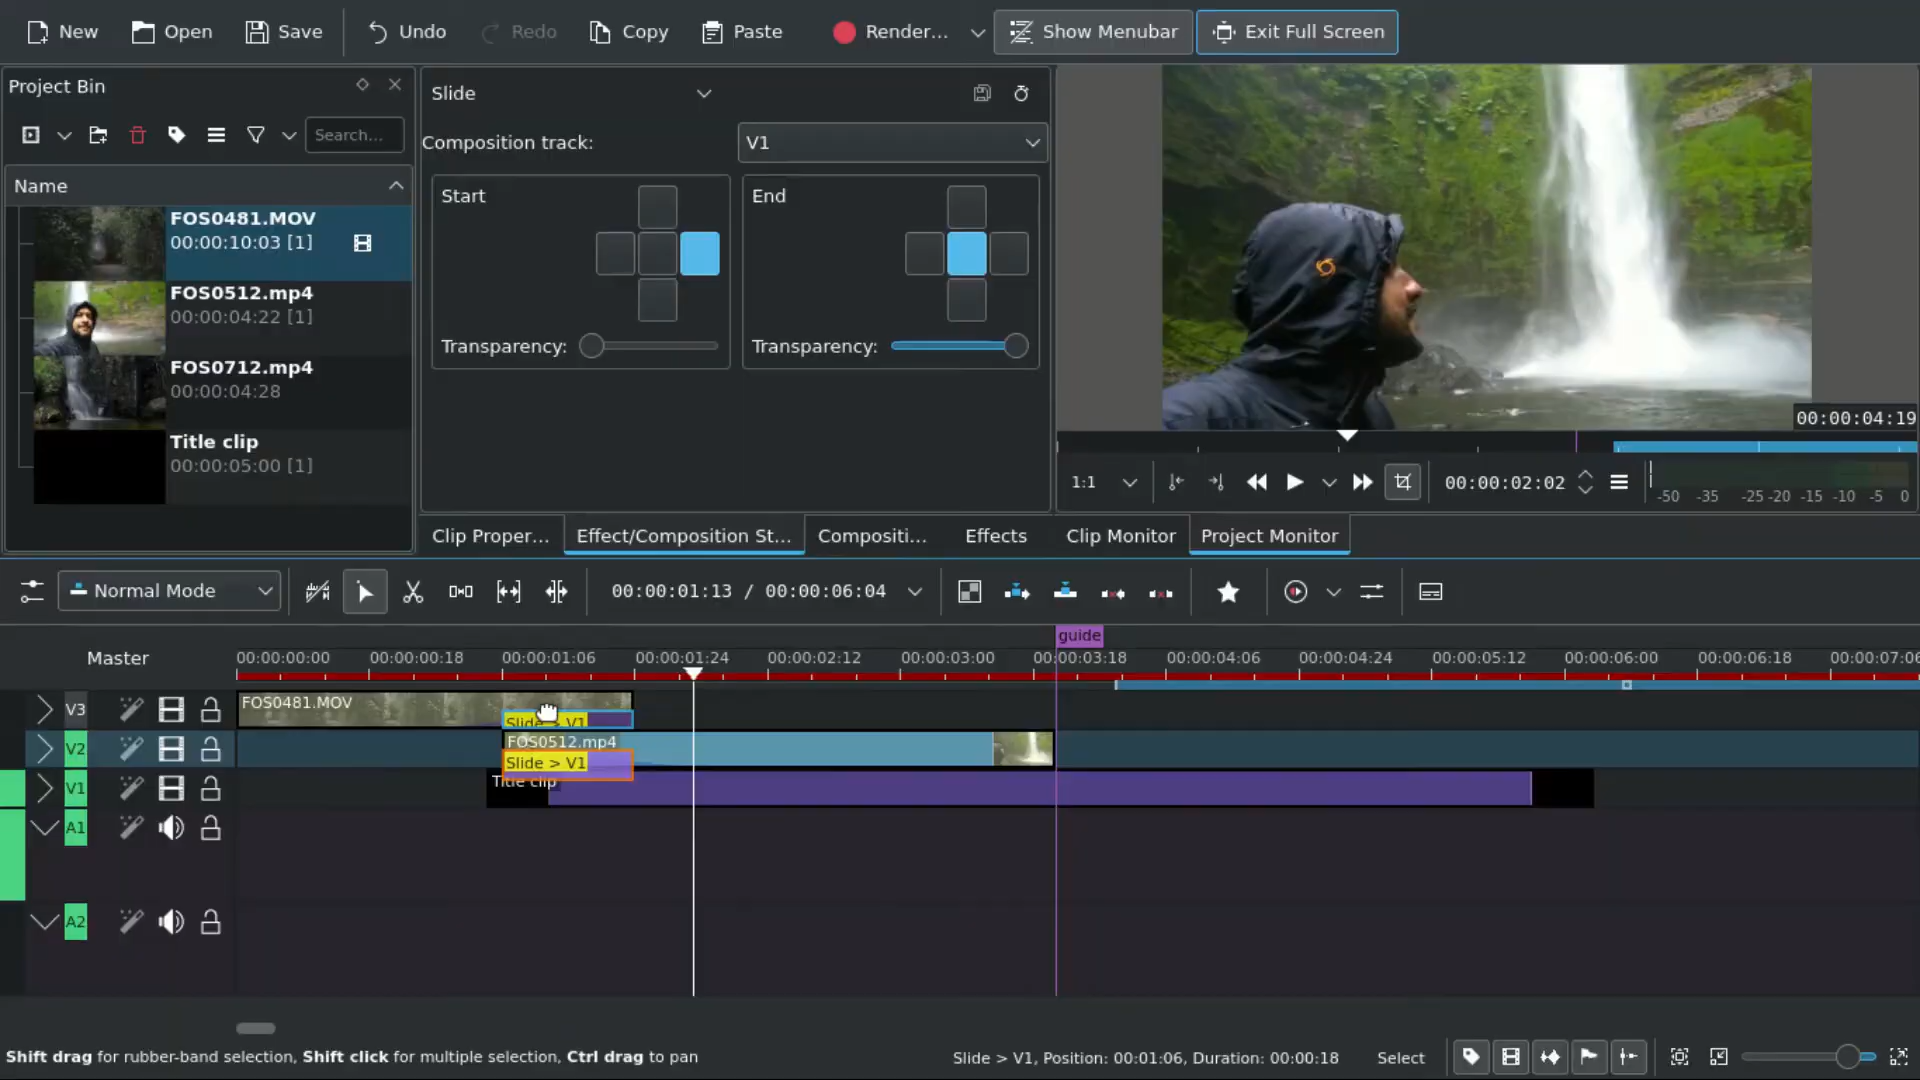 New Open Save Undo Redo Copy Paste Render... Show Menubar Exit Full Screen
Project Bin
Search...
Name
FOS0481.MOV
00:00:10:03 [1]
FOS0512.mp4
00:00:04:22 [1]
FOS0712.mp4
00:00:04:28
Title clip
00:00:05:00 [1]
Slide
Composition track: V1
Start End
Transparency: Transparency:
00:00:04:19
1:1 00:00:02:02 -50 -35 -25 -20 -15 -10 -5 0
Clip Proper... Effect/Composition St... Compositi... Effects Clip Monitor Project Monitor
Normal Mode 00:00:01:13 / 00:00:06:04
guide
Master 00:00:00:00 00:00:00:18 00:00:01:06 00:00:01:24 00:00:02:12 00:00:03:00 00:00:03:18 00:00:04:06 00:00:04:24 00:00:05:12 00:00:06:00 00:00:06:18 00:00:07:06
V3 FOS0481.MOV
Slide > V1
V2 FOS0512.mp4
Slide > V1
V1 Title clip
A1
A2
Shift drag for rubber-band selection, Shift click for multiple selection, Ctrl drag to pan Slide > V1, Position: 00:01:06, Duration: 00:00:18 Select